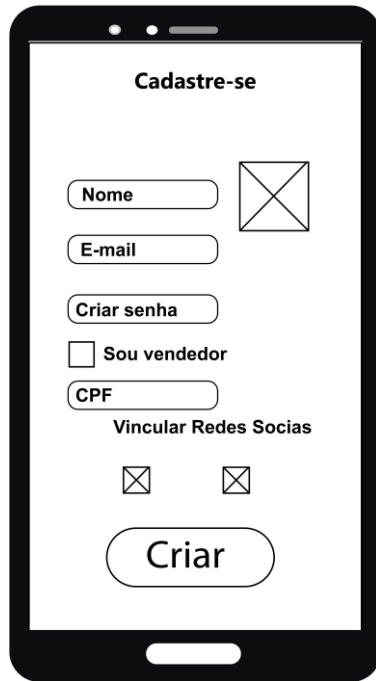 Cadastre-se
Nome
E-mail
Criar senha
Sou vendedor
CPF
Vincular Redes Socias
Criar